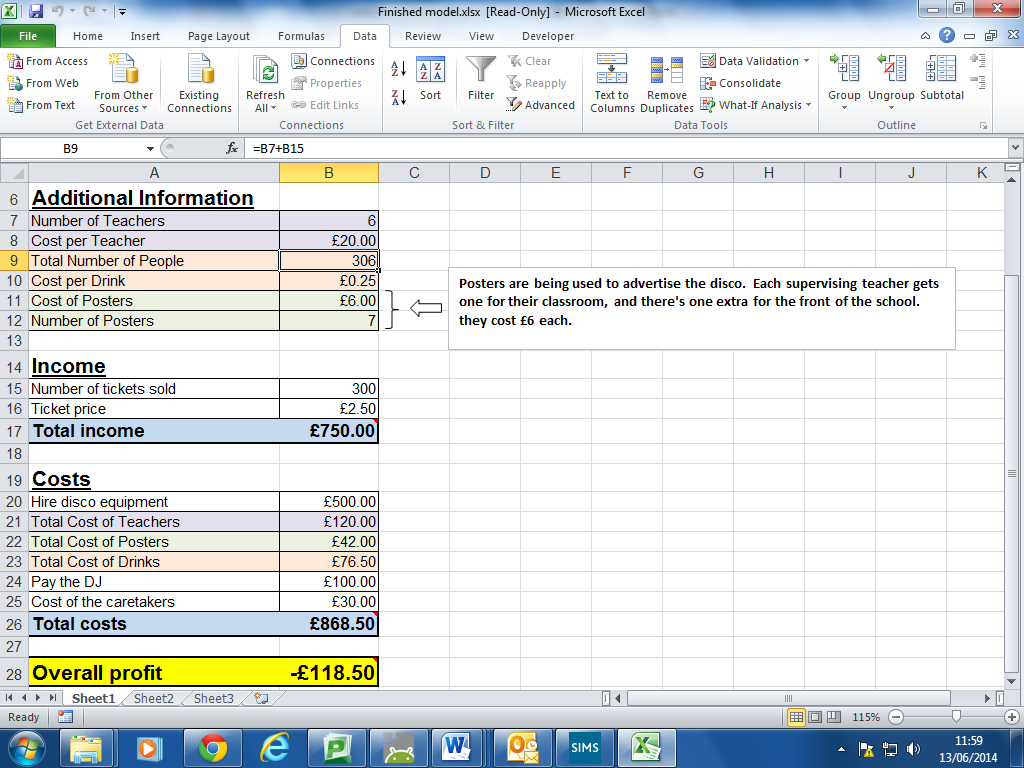 Finished model.xlsx [Read-Only] - Microsoft Excel
File Home Insert Page Layout Formulas Data Review View Developer
From Access
From Web
From Text
From Other Sources
Existing Connections
Get External Data
Refresh All
Connections
Properties
Edit Links
Connections
Sort
Filter
Clear
Reapply
Advanced
Sort & Filter
Text to Columns
Remove Duplicates
Data Validation
Consolidate
What-If Analysis
Data Tools
Group
Ungroup
Subtotal
Outline
B9 fx =B7+B15
A B C D E F G H I J K
6 Additional Information
7 Number of Teachers 6
8 Cost per Teacher £20.00
9 Total Number of People 306
10 Cost per Drink £0.25
11 Cost of Posters £6.00
12 Number of Posters 7
Posters are being used to advertise the disco. Each supervising teacher gets
one for their classroom, and there's one extra for the front of the school.
they cost £6 each.
13
14 Income
15 Number of tickets sold 300
16 Ticket price £2.50
17 Total income £750.00
18
19 Costs
20 Hire disco equipment £500.00
21 Total Cost of Teachers £120.00
22 Total Cost of Posters £42.00
23 Total Cost of Drinks £76.50
24 Pay the DJ £100.00
25 Cost of the caretakers £30.00
26 Total costs £868.50
27
28 Overall profit -£118.50
Sheet1 Sheet2 Sheet3
Ready 115%
SIMS
11:59
13/06/2014